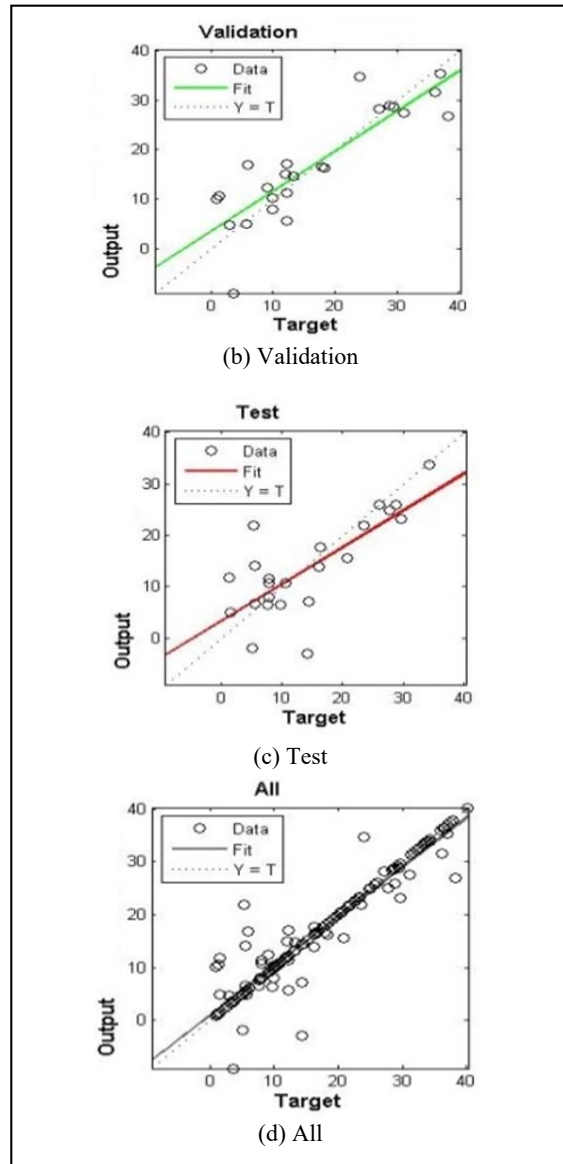 Validation
40
30
20
10
0
Output
Data
Fit
Y = T
0 10 20 30 40
Target
(b) Validation
Test
40
30
20
10
0
Output
Data
Fit
Y = T
0 10 20 30 40
Target
(c) Test
All
40
30
20
10
0
Output
Data
Fit
Y = T
0 10 20 30 40
Target
(d) All